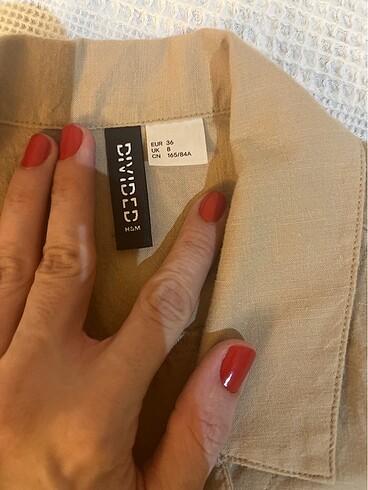 DIVIDED
H&M
EUR 36
UK 8
CN 165/84A